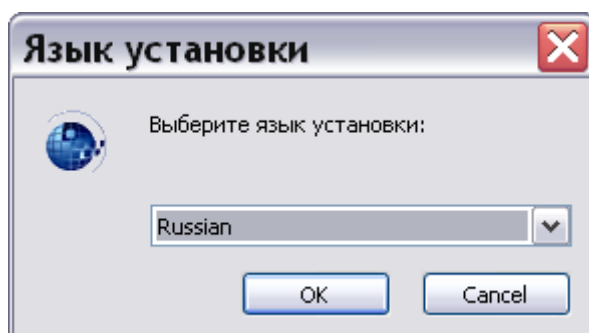 Язык установки
Выберите язык установки:
Russian
OK
Cancel